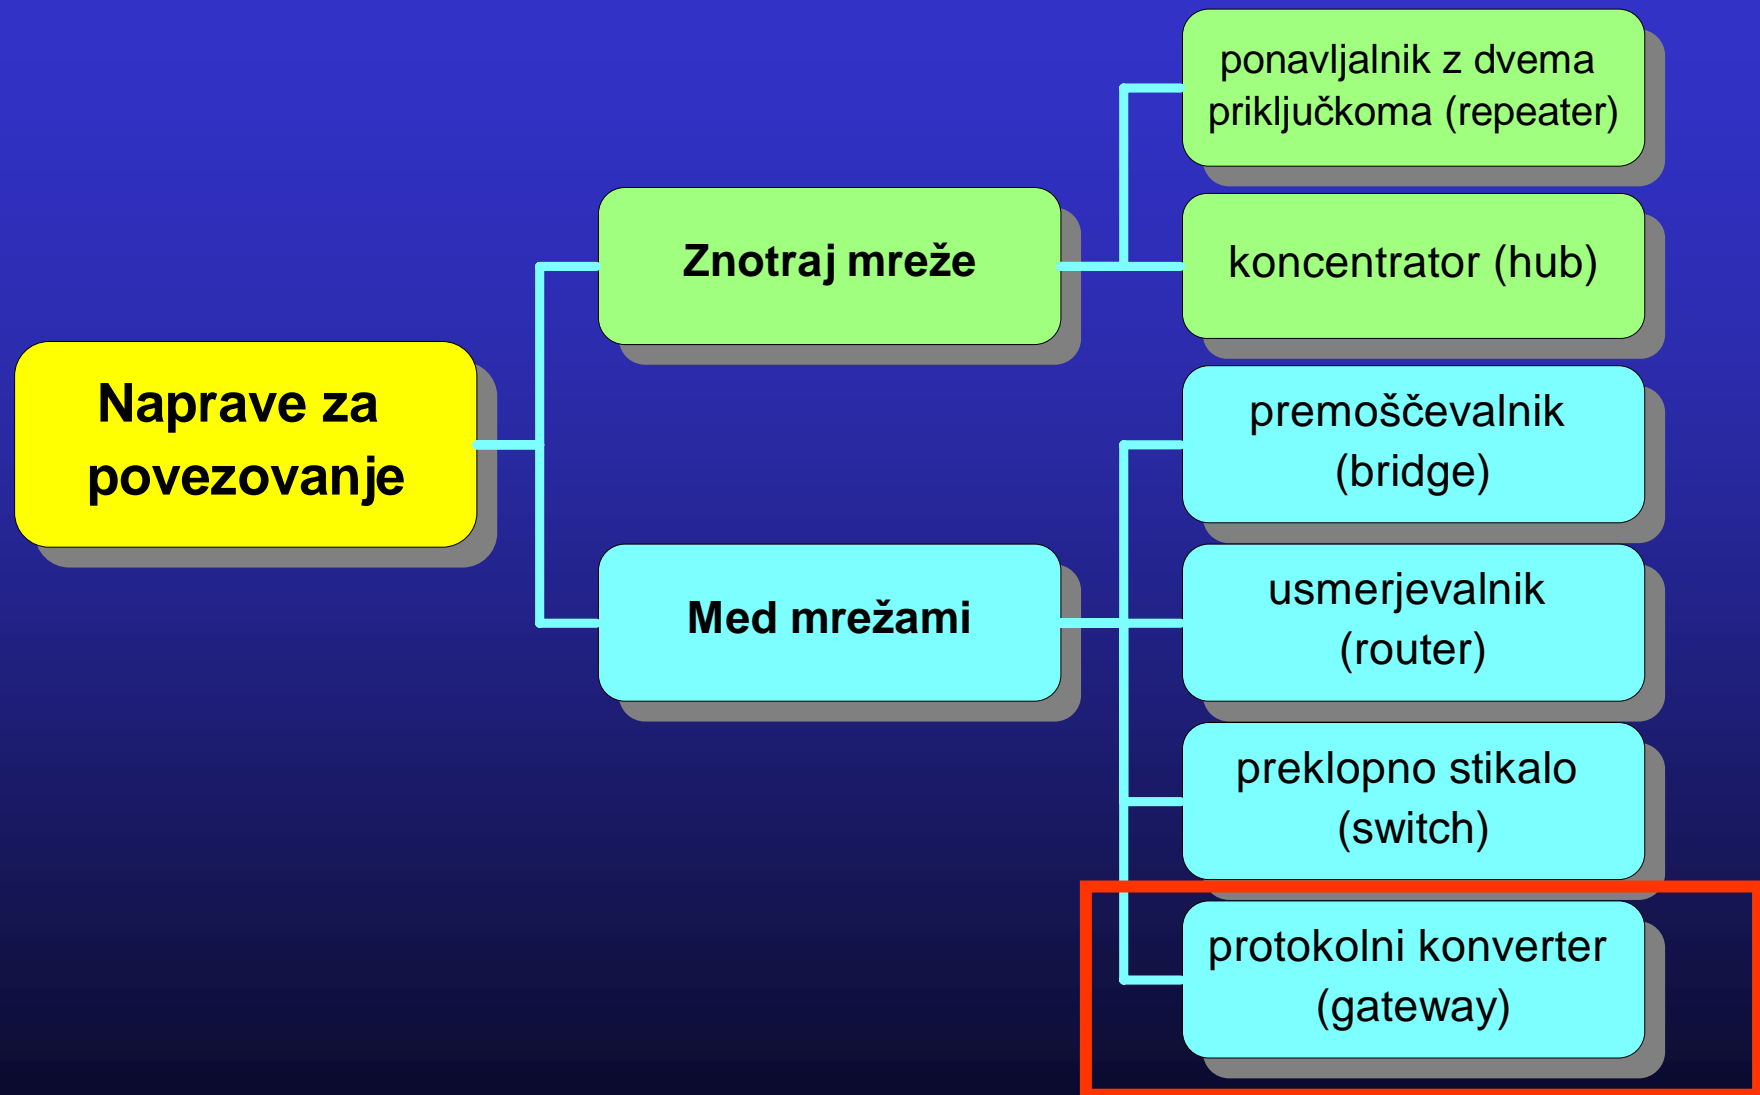 Naprave za
povezovanje
Znotraj mreže
ponavljalnik z dvema
priključkoma (repeater)
koncentrator (hub)
Med mrežami
premoščevalnik
(bridge)
usmerjevalnik
(router)
preklopno stikalo
(switch)
protokolni konverter
(gateway)